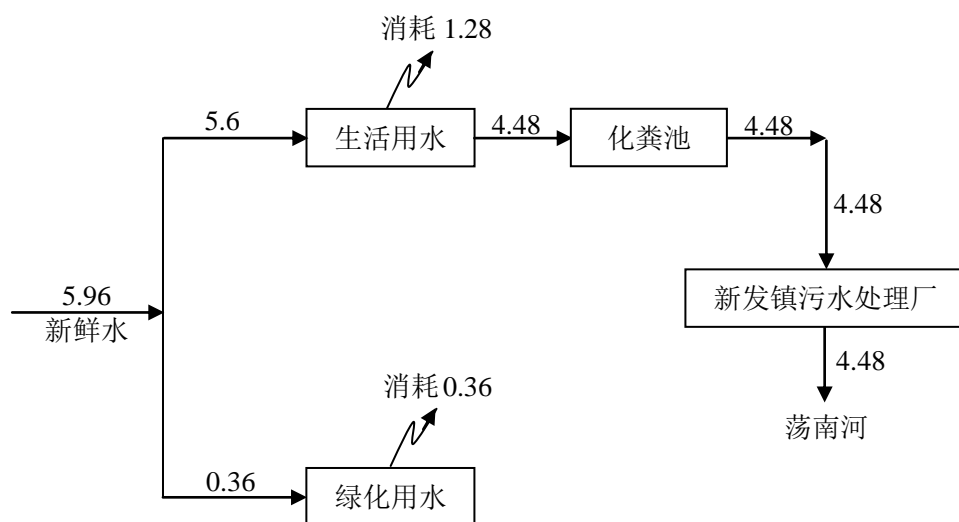 消耗 1.28
5.6
生活用水
4.48
化粪池
4.48
4.48
5.96
新鲜水
新发镇污水处理厂
4.48
荡南河
消耗 0.36
0.36
绿化用水